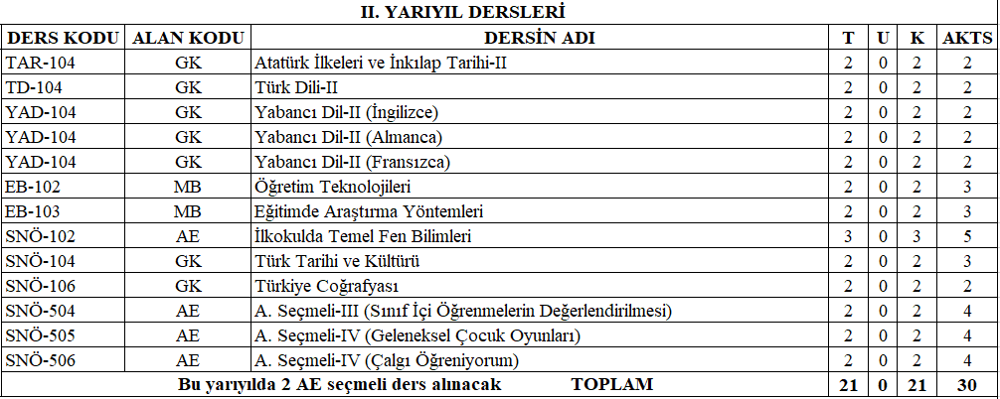 II. YARIYIL DERSLERİ
DERS KODU ALAN KODU DERSİN ADI T U K AKTS
TAR-104 GK Atatürk İlkeleri ve İnkılap Tarihi-II 2 0 2 2
TD-104 GK Türk Dili-II 2 0 2 2
YAD-104 GK Yabancı Dil-II (İngilizce) 2 0 2 2
YAD-104 GK Yabancı Dil-II (Almanca) 2 0 2 2
YAD-104 GK Yabancı Dil-II (Fransızca) 2 0 2 2
EB-102 MB Öğretim Teknolojileri 2 0 2 3
EB-103 MB Eğitimde Araştırma Yöntemleri 2 0 2 3
SNÖ-102 AE İlkokulda Temel Fen Bilimleri 3 0 3 5
SNÖ-104 GK Türk Tarihi ve Kültürü 2 0 2 3
SNÖ-106 GK Türkiye Coğrafyası 2 0 2 2
SNÖ-504 AE A. Seçmeli-III (Sınıf İçi Öğrenmelerin Değerlendirilmesi) 2 0 2 4
SNÖ-505 AE A. Seçmeli-IV (Geleneksel Çocuk Oyunları) 2 0 2 4
SNÖ-506 AE A. Seçmeli-IV (Çalgı Öğreniyorum) 2 0 2 4
Bu yarıyılda 2 AE seçmeli ders alınacak TOPLAM 21 0 21 30